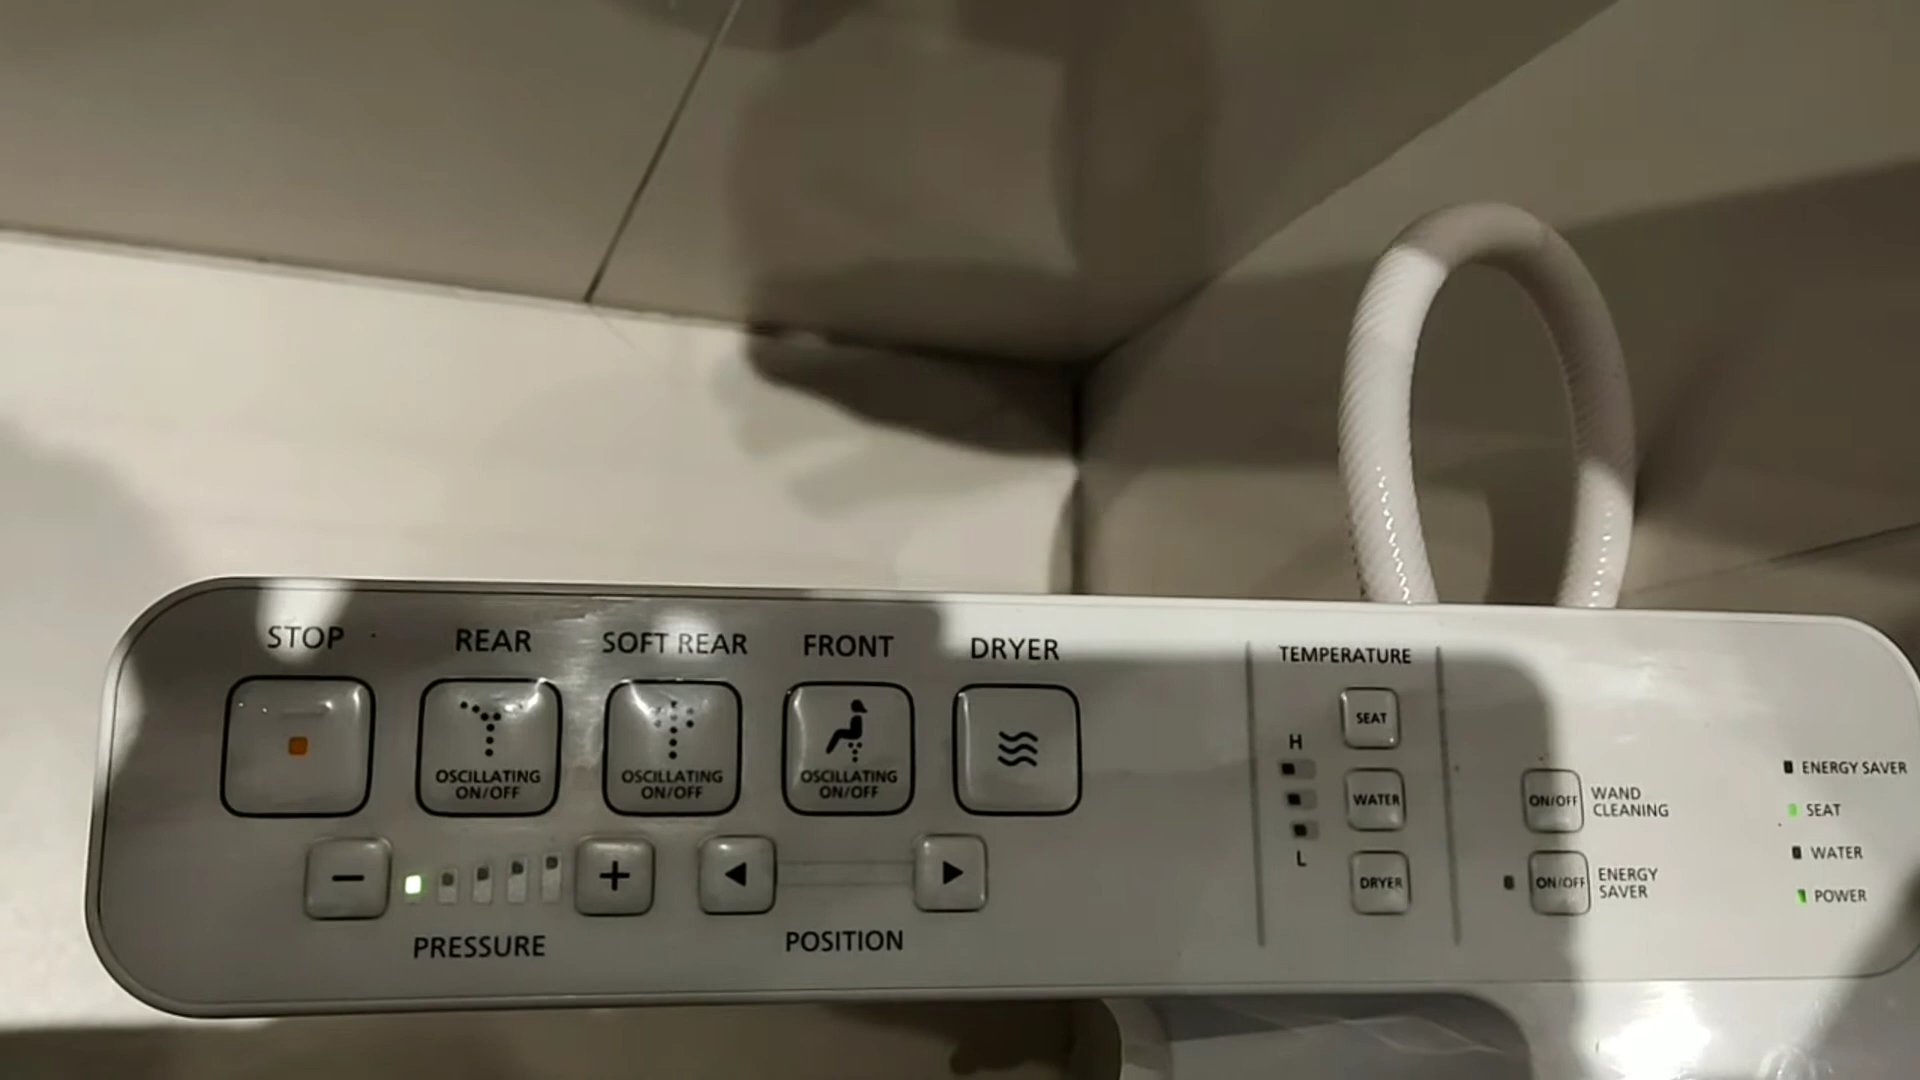 STOP
REAR
SOFT REAR
FRONT
DRYER
OSCILLATING
ON/OFF
OSCILLATING
ON/OFF
OSCILLATING
ON/OFF
PRESSURE
POSITION
TEMPERATURE
H
L
SEAT
WATER
DRYER
ON/OFF
WAND
CLEANING
ON/OFF
ENERGY
SAVER
ENERGY SAVER
SEAT
WATER
POWER